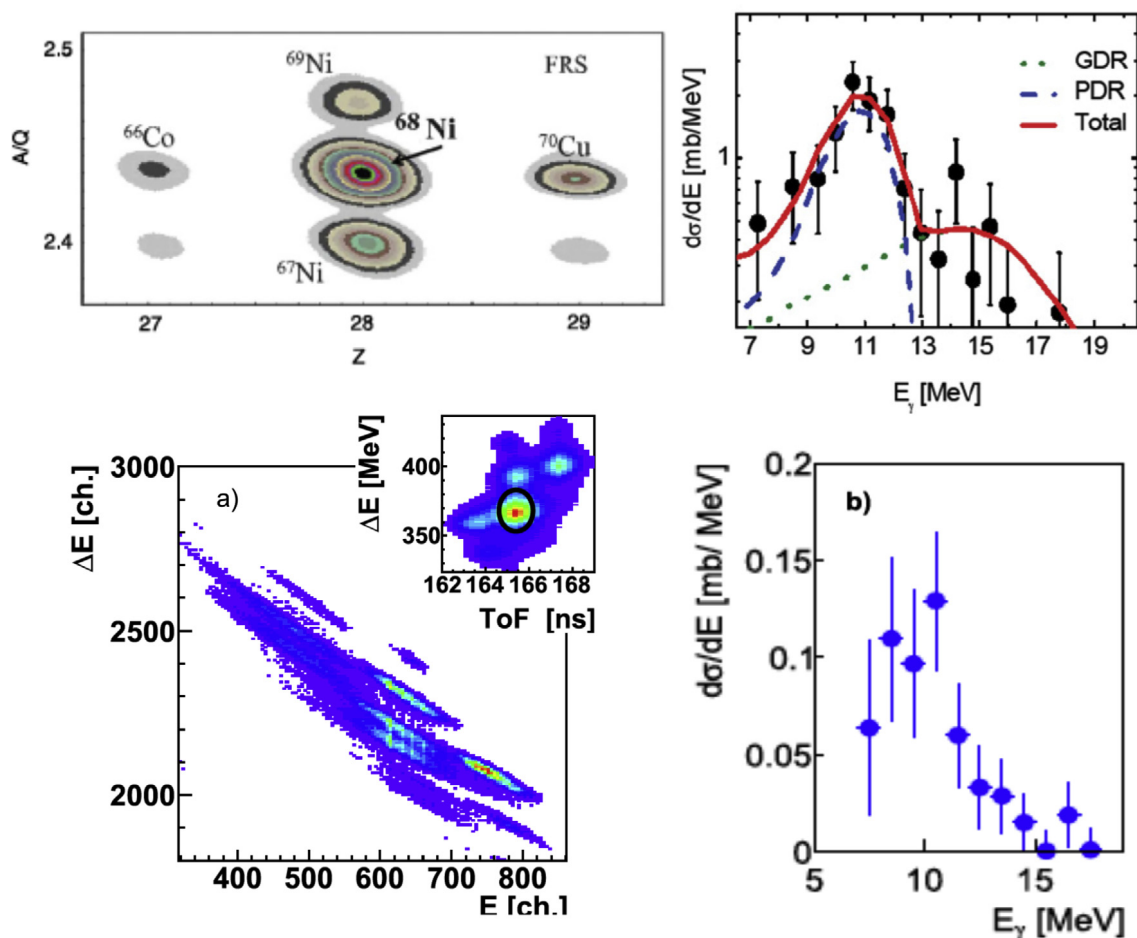 2.5
2.4
A/Q
⁶⁹Ni
FRS
⁶⁶Co
⁶⁸Ni
⁷⁰Cu
⁶⁷Ni
27
28
29
Z
GDR
PDR
Total
1
dσ/dE [mb/MeV]
7
9
11
13
15
17
19
Eγ [MeV]
3000
2500
2000
ΔE [ch.]
a)
400
500
600
700
800
E [ch.]
ΔE [MeV]
400
350
162
164
166
168
ToF [ns]
0.2
0.15
0.1
0.05
0
dσ/dE [mb/ MeV]
b)
5
10
15
Eγ [MeV]